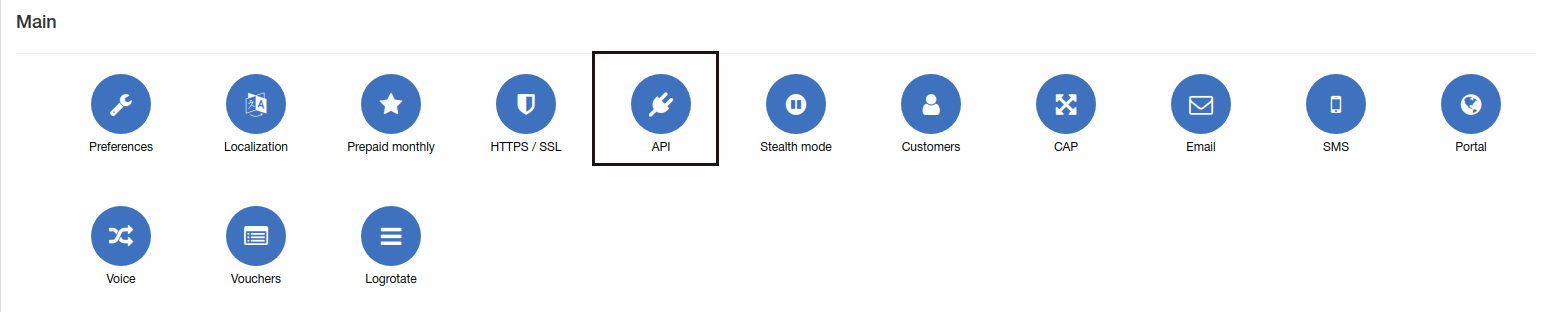 Main
Preferences Localization Prepaid monthly HTTPS / SSL API Stealth mode Customers CAP Email SMS Portal
Voice Vouchers Logrotate